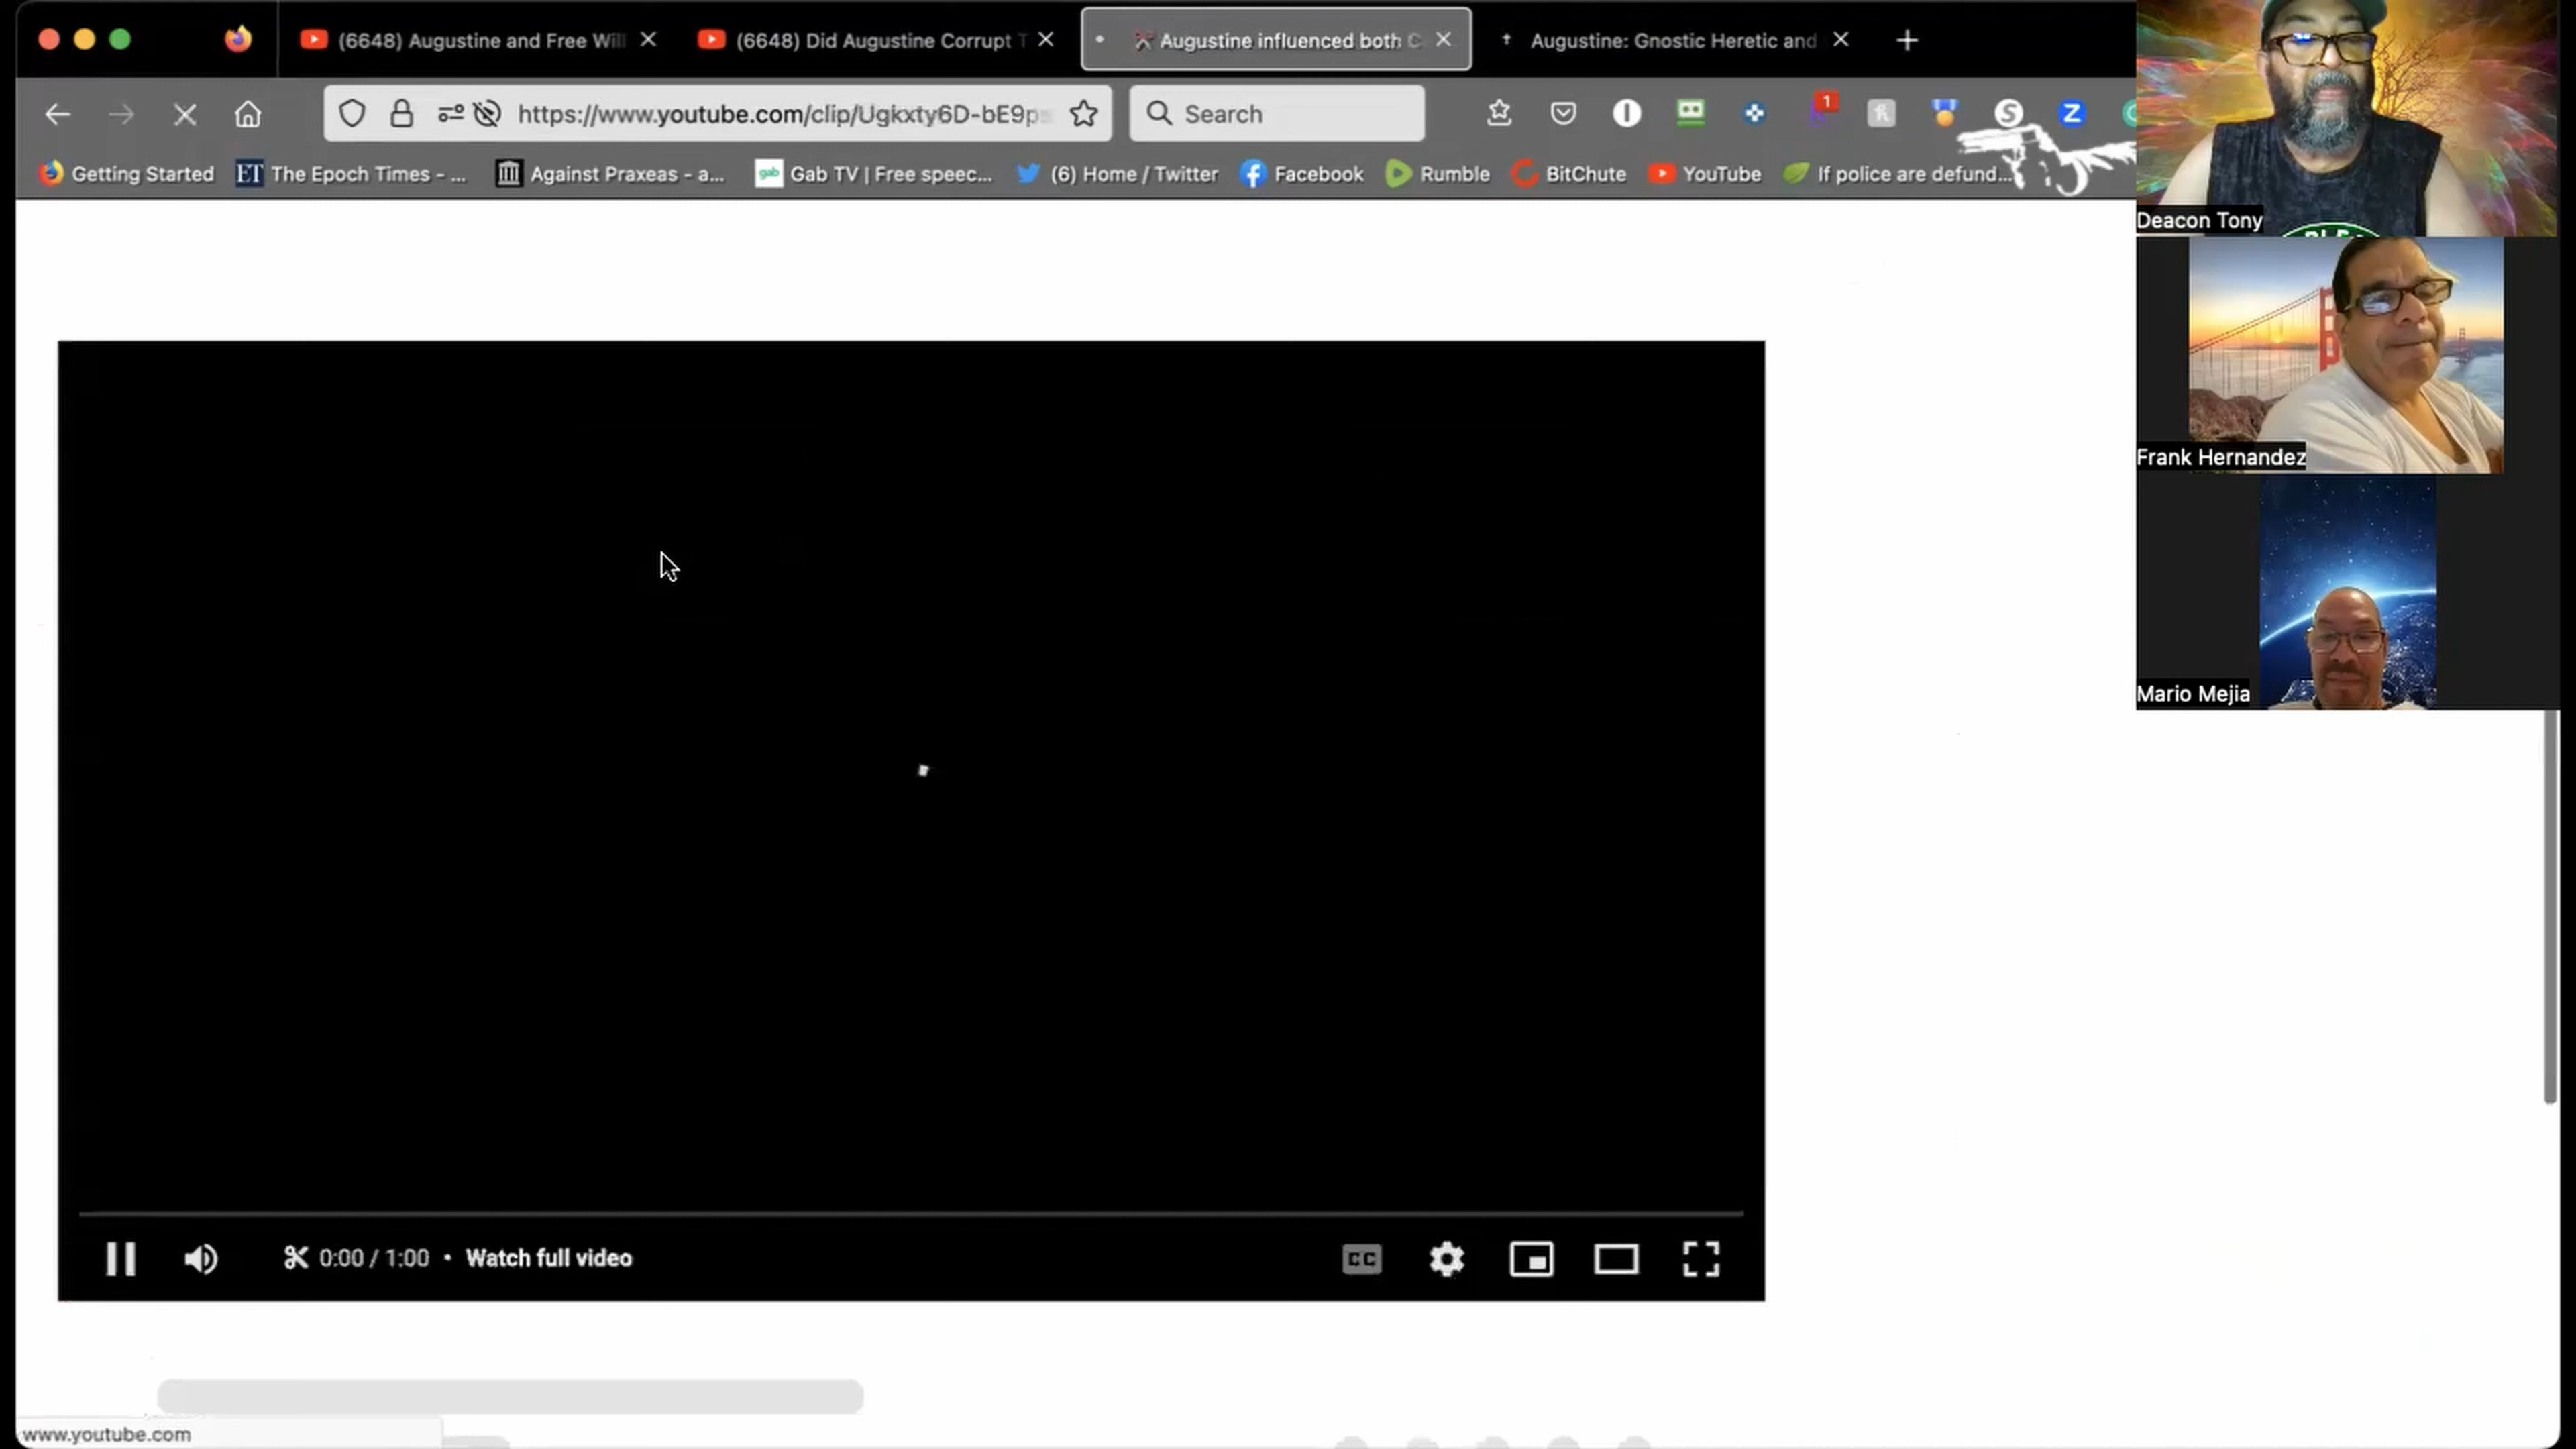 (6648) Augustine and Free Will
(6648) Did Augustine Corrupt T
Augustine influenced both C
Augustine: Gnostic Heretic and
https://www.youtube.com/clip/Ugkxty6D-bE9p
Search
1
S
Z
Getting Started
ET The Epoch Times - ...
Against Praxeas - a...
gab Gab TV | Free speec...
(6) Home / Twitter
Facebook
Rumble
BitChute
YouTube
If police are defund...
Deacon Tony
Frank Hernandez
Mario Mejia
0:00 / 1:00 • Watch full video
CC
www.youtube.com